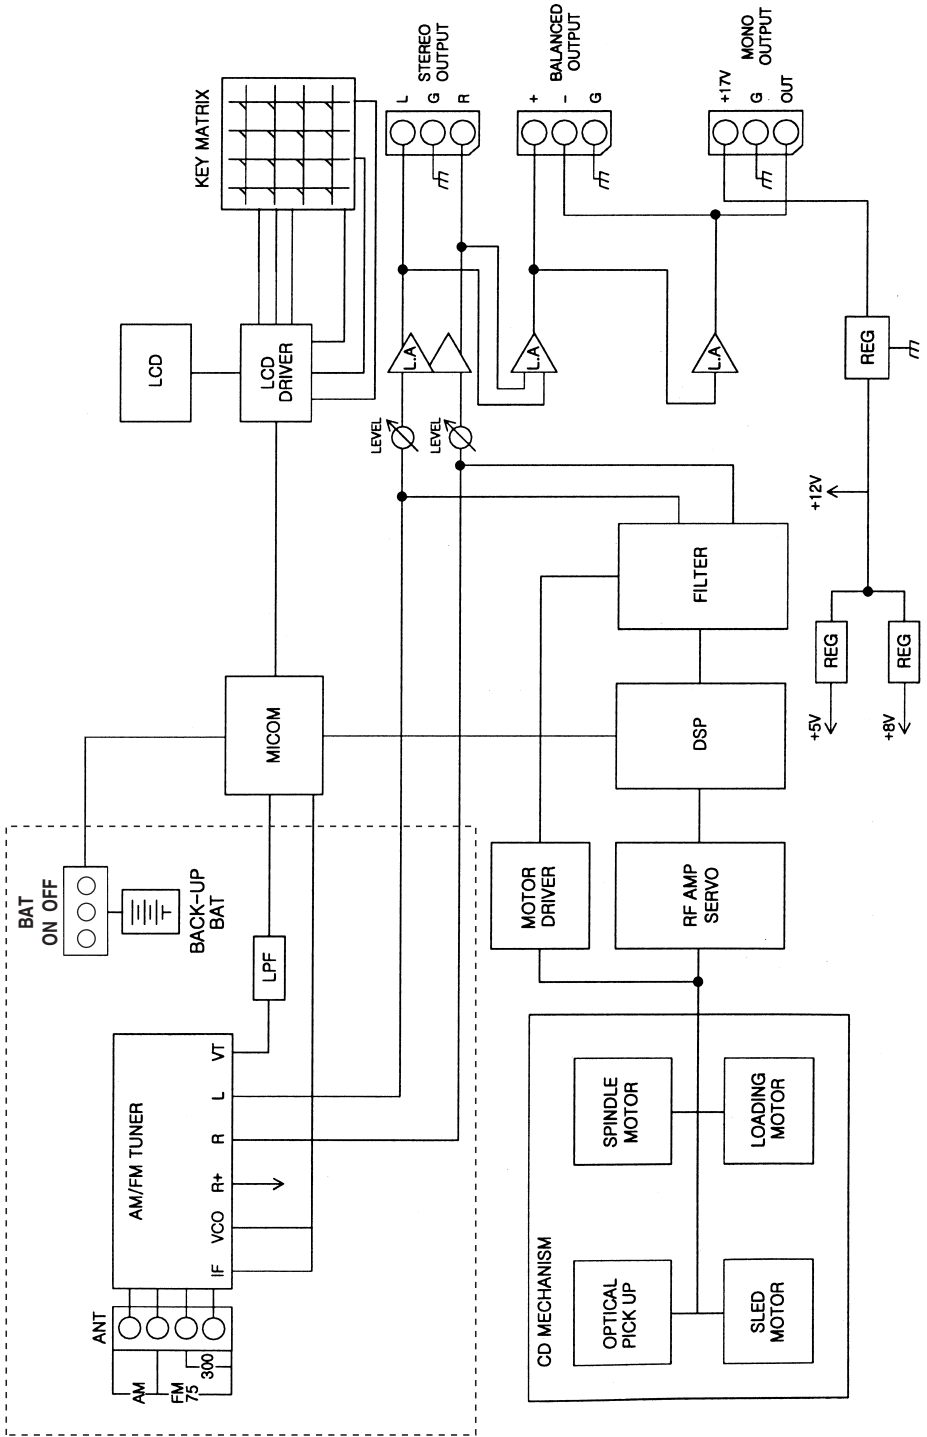 KEY MATRIX
STEREO
OUTPUT
L
G
R
BALANCED
OUTPUT
+
-
G
MONO
OUTPUT
+17V
G
OUT
LCD
LCD
DRIVER
L.A
L.A
L.A
REG
LEVEL
LEVEL
+12V
FILTER
REG
REG
+5V
+8V
MICOM
DSP
BAT
ON OFF
BACK-UP
BAT
LPF
MOTOR
DRIVER
RF AMP
SERVO
AM/FM TUNER
VT
L
R
R+
VCO
IF
ANT
AM
FM
75
300
CD MECHANISM
SPINDLE
MOTOR
LOADING
MOTOR
OPTICAL
PICK UP
SLED
MOTOR